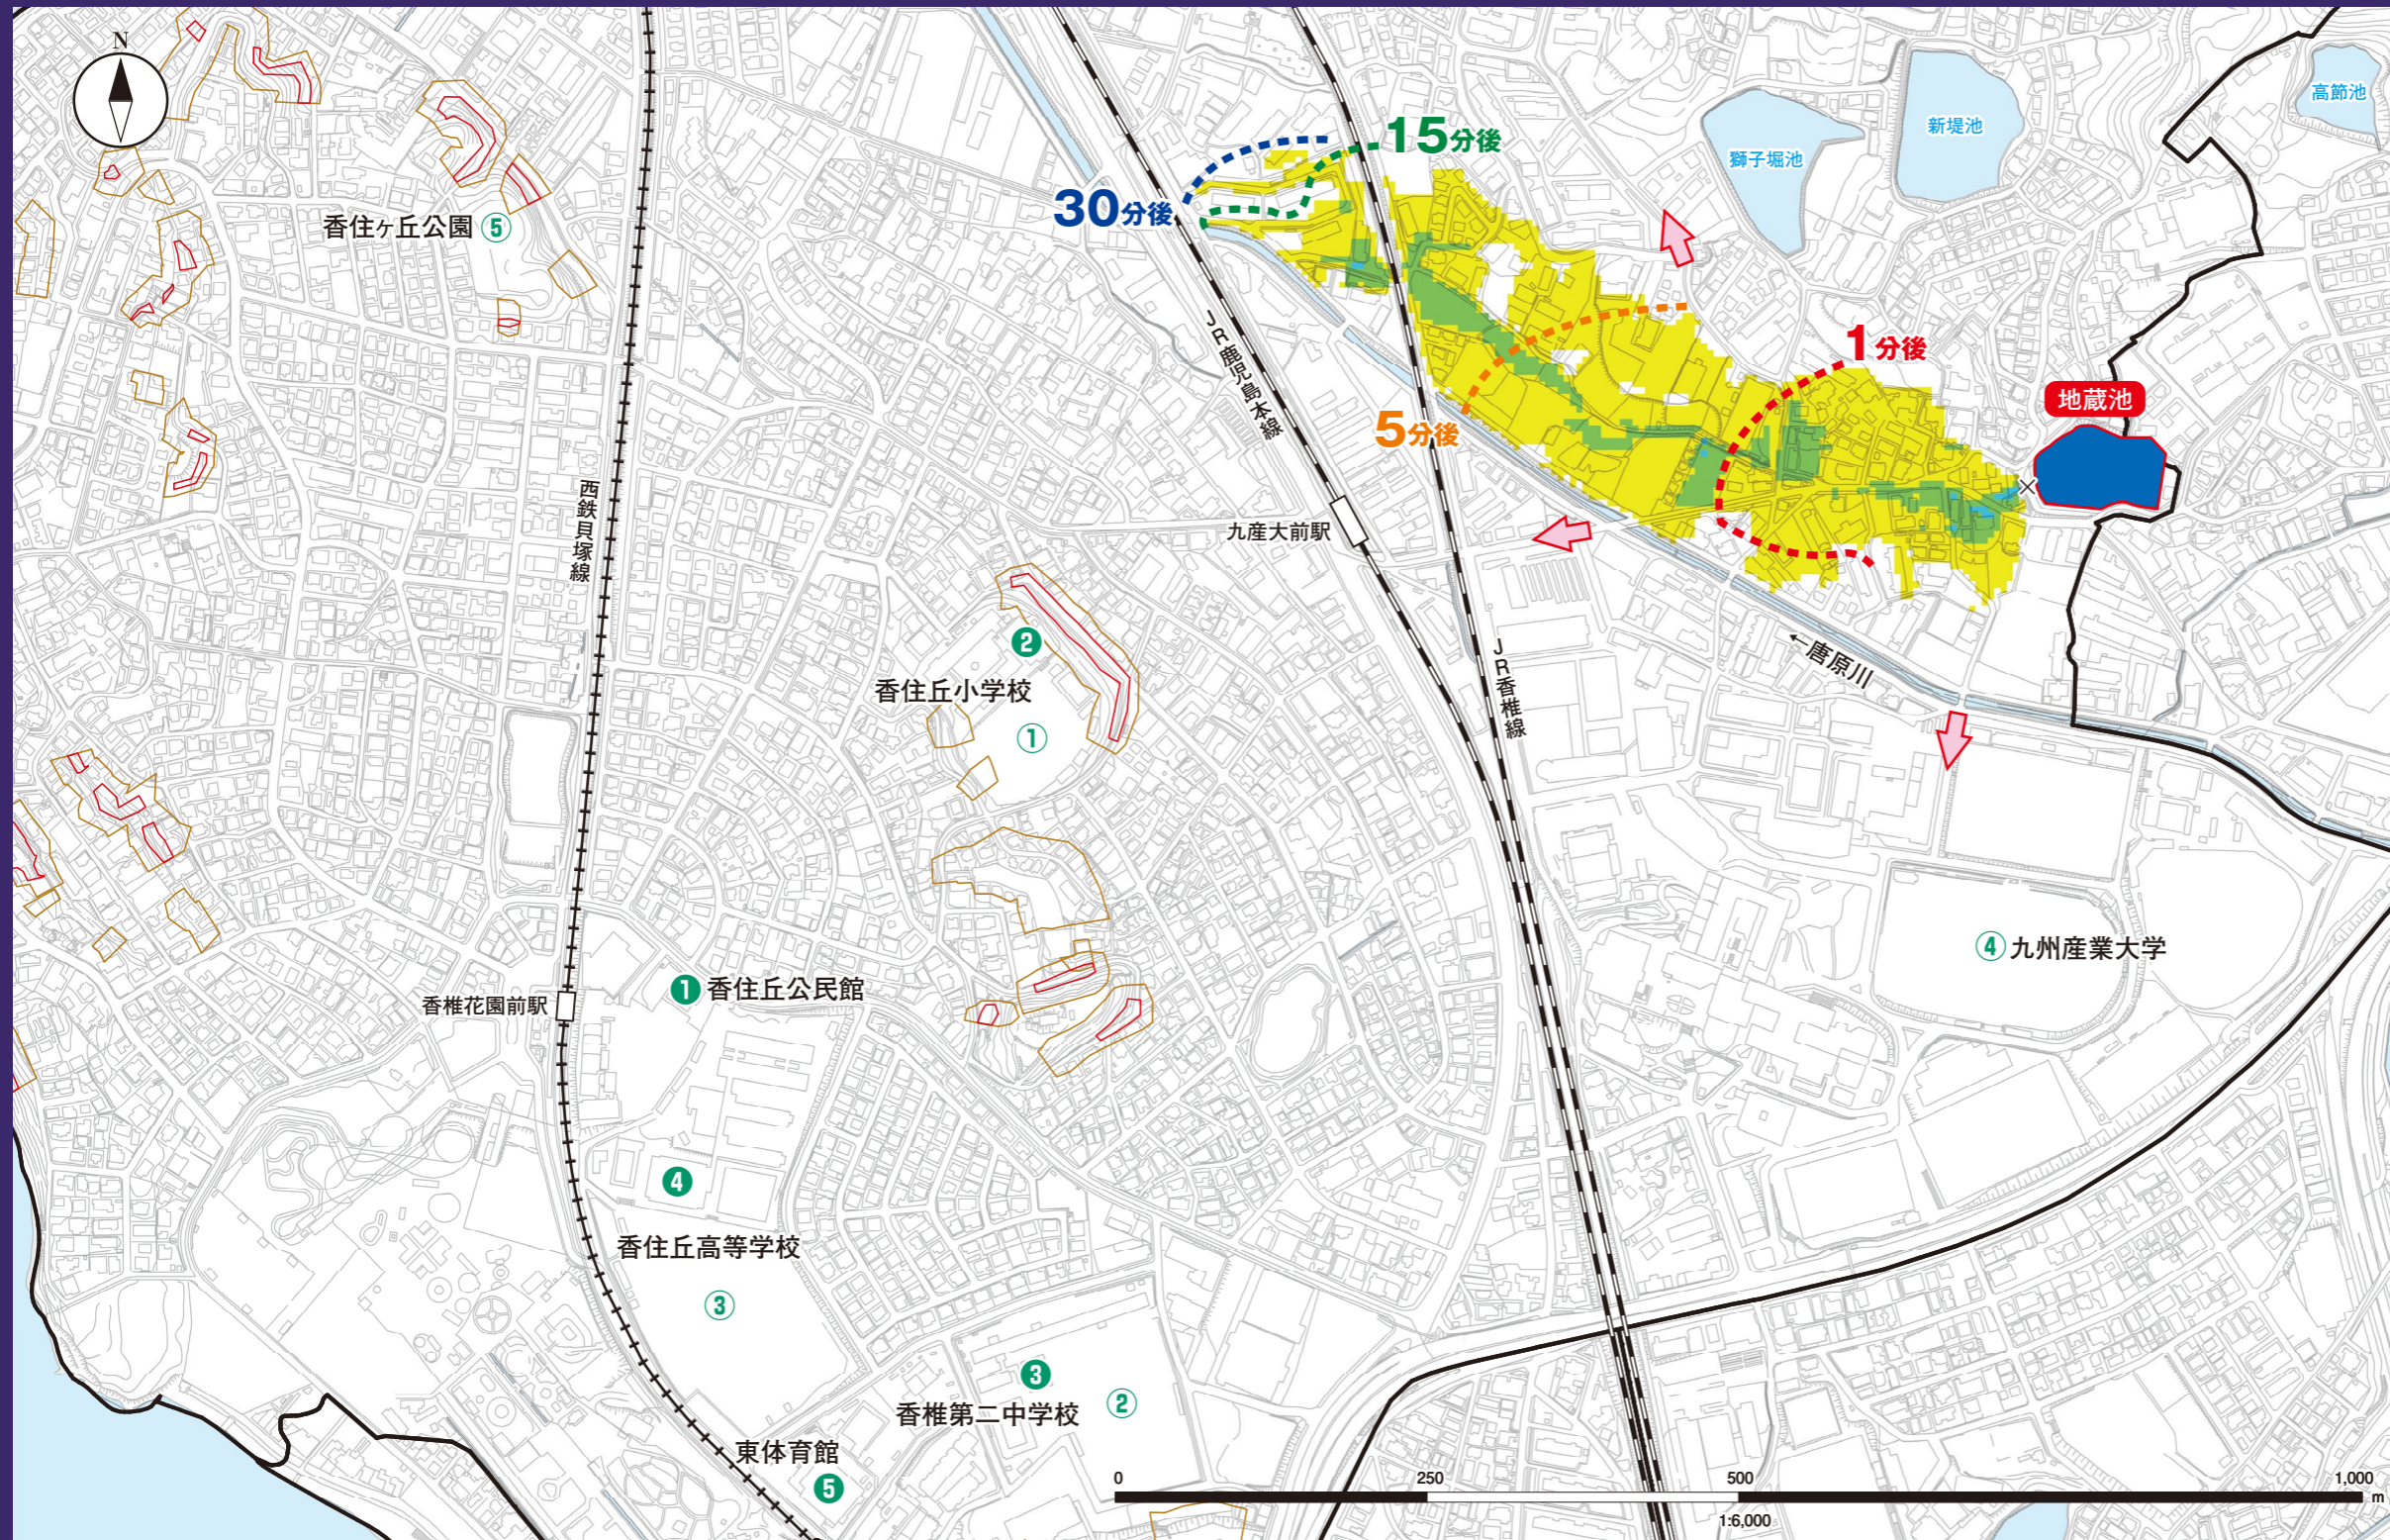 N
高節池
新堤池
獅子堀池
15分後
30分後
香住ヶ丘公園 ⑤
1分後
地蔵池
5分後
JR鹿児島本線
西鉄貝塚線
九産大前駅
❷
香住丘小学校
①
JR香椎線
←唐原川
④ 九州産業大学
❶ 香住丘公民館
香椎花園前駅
❹
香住丘高等学校
③
❸
香椎第二中学校
②
東体育館
❺
0 250 500 1,000
m
1:6,000